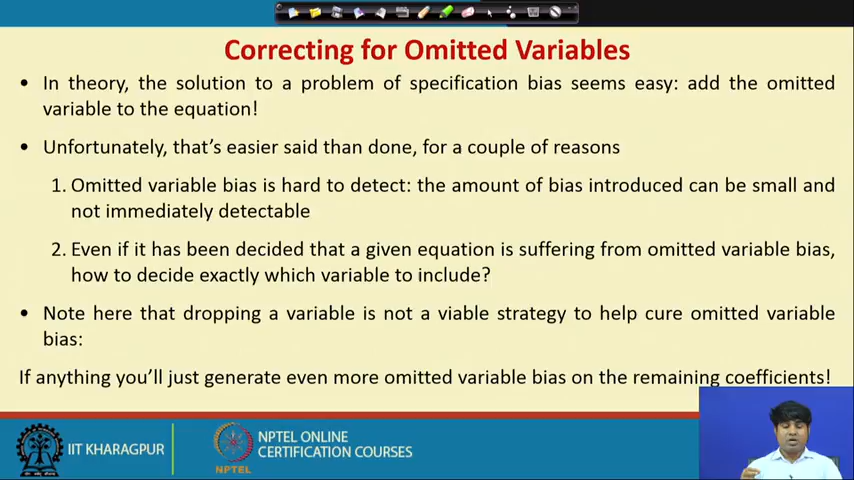 Correcting for Omitted Variables
• In theory, the solution to a problem of specification bias seems easy: add the omitted
variable to the equation!
• Unfortunately, that's easier said than done, for a couple of reasons
1. Omitted variable bias is hard to detect: the amount of bias introduced can be small and
not immediately detectable
2. Even if it has been decided that a given equation is suffering from omitted variable bias,
how to decide exactly which variable to include?
• Note here that dropping a variable is not a viable strategy to help cure omitted variable
bias:
If anything you'll just generate even more omitted variable bias on the remaining coefficients!
IIT KHARAGPUR
NPTEL
NPTEL ONLINE
CERTIFICATION COURSES